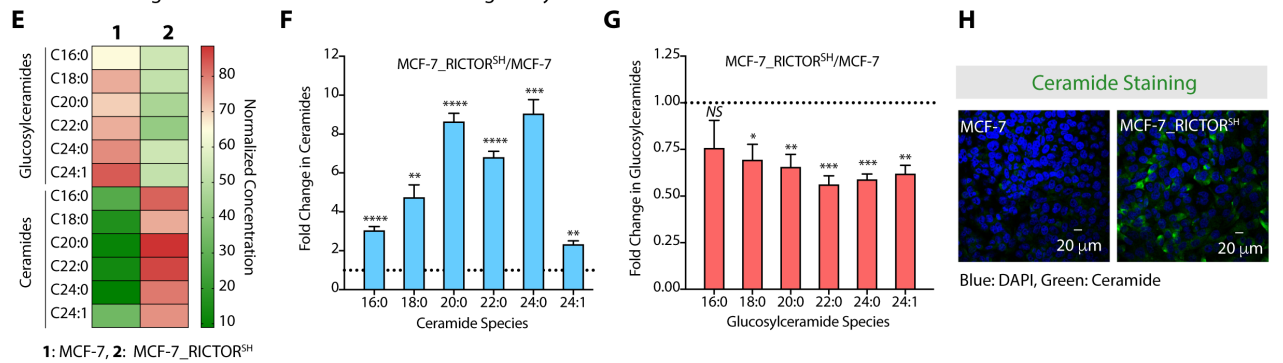 E
1 2
Glucosylceramides
C16:0
C18:0
C20:0
C22:0
C24:0
C24:1
Ceramides
C16:0
C18:0
C20:0
C22:0
C24:0
C24:1
80
70
60
50
40
30
20
10
Normalized Concentration
1: MCF-7, 2: MCF-7_RICTORSH
F
MCF-7_RICTORSH/MCF-7
Fold Change in Ceramides
12
10
8
6
4
2
0
****
**
****
****
***
**
16:0 18:0 20:0 22:0 24:0 24:1
Ceramide Species
G
MCF-7_RICTORSH/MCF-7
Fold Change in Glucosylceramides
1.25
1.00
0.75
0.50
0.25
0.00
NS
*
**
***
***
**
16:0 18:0 20:0 22:0 24:0 24:1
Glucosylceramide Species
H
Ceramide Staining
MCF-7
20 μm
MCF-7_RICTORSH
20 μm
Blue: DAPI, Green: Ceramide